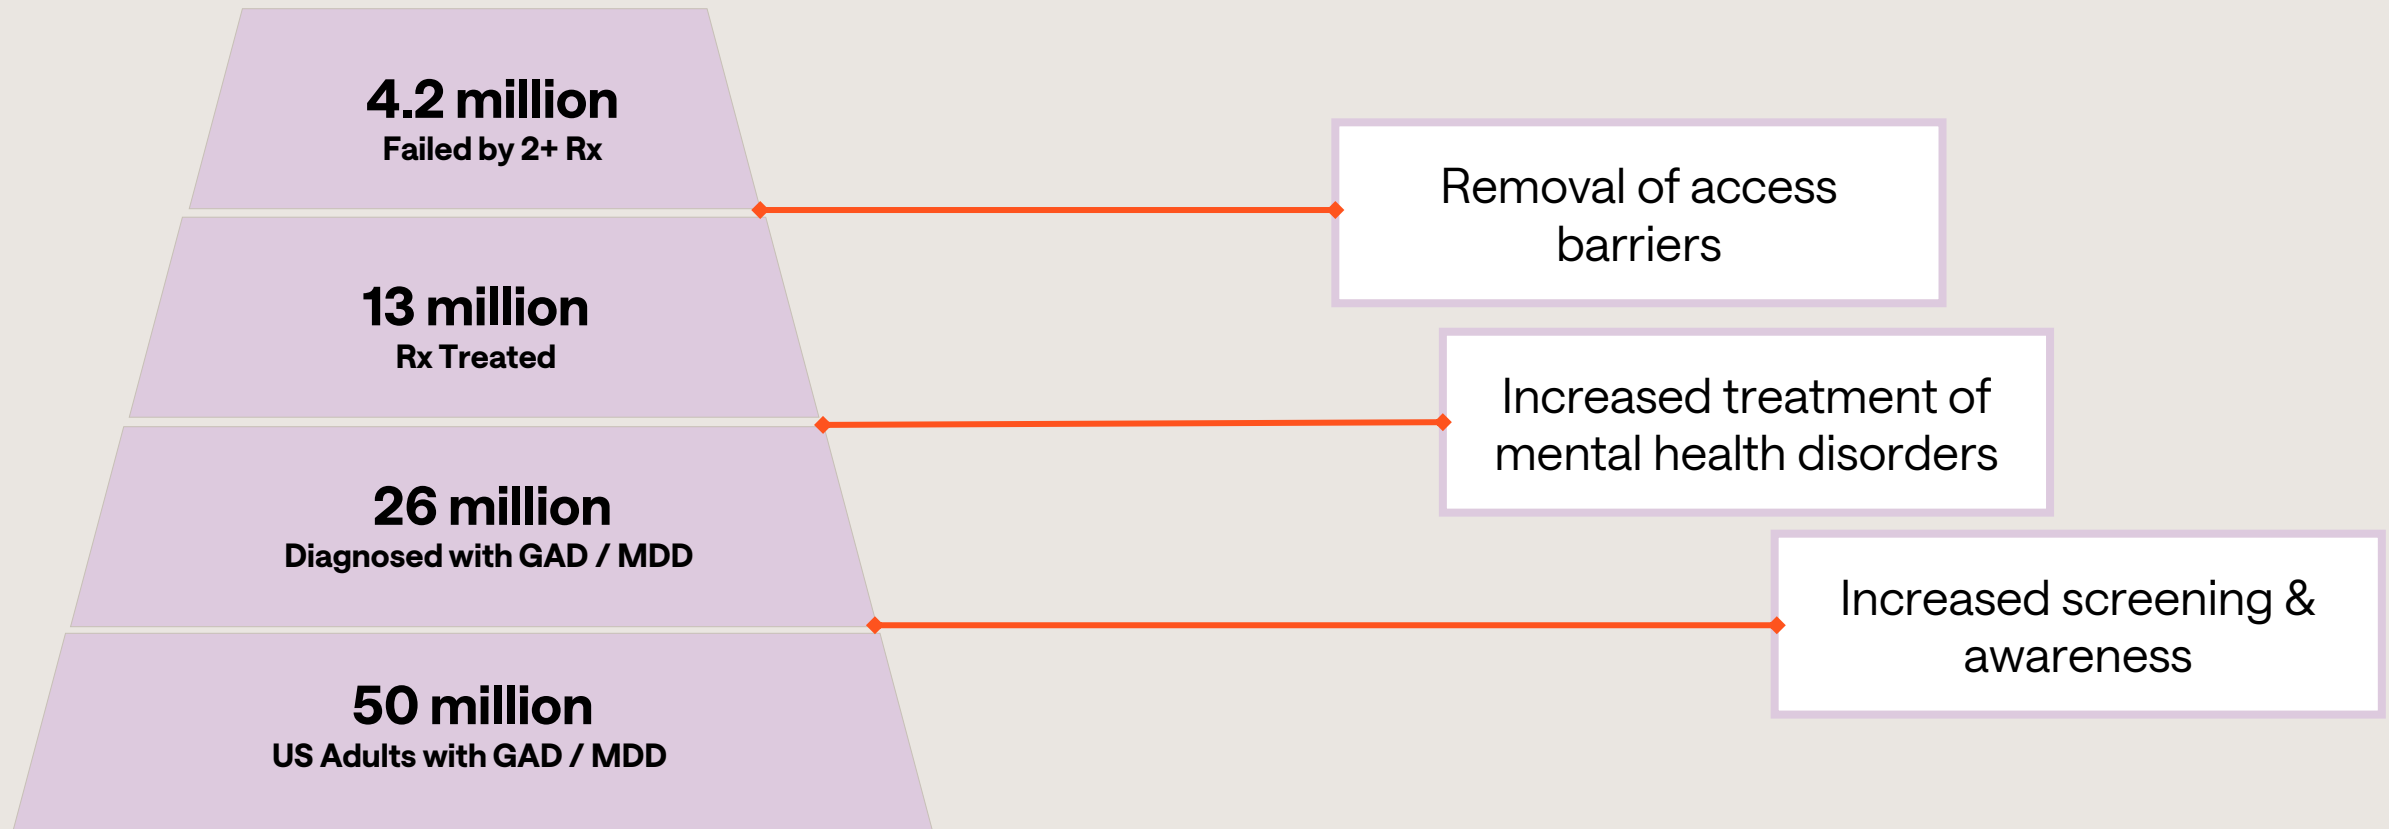 4.2 million
Failed by 2+ Rx
13 million
Rx Treated
26 million
Diagnosed with GAD / MDD
50 million
US Adults with GAD / MDD
Removal of access
barriers
Increased treatment of
mental health disorders
Increased screening &
awareness